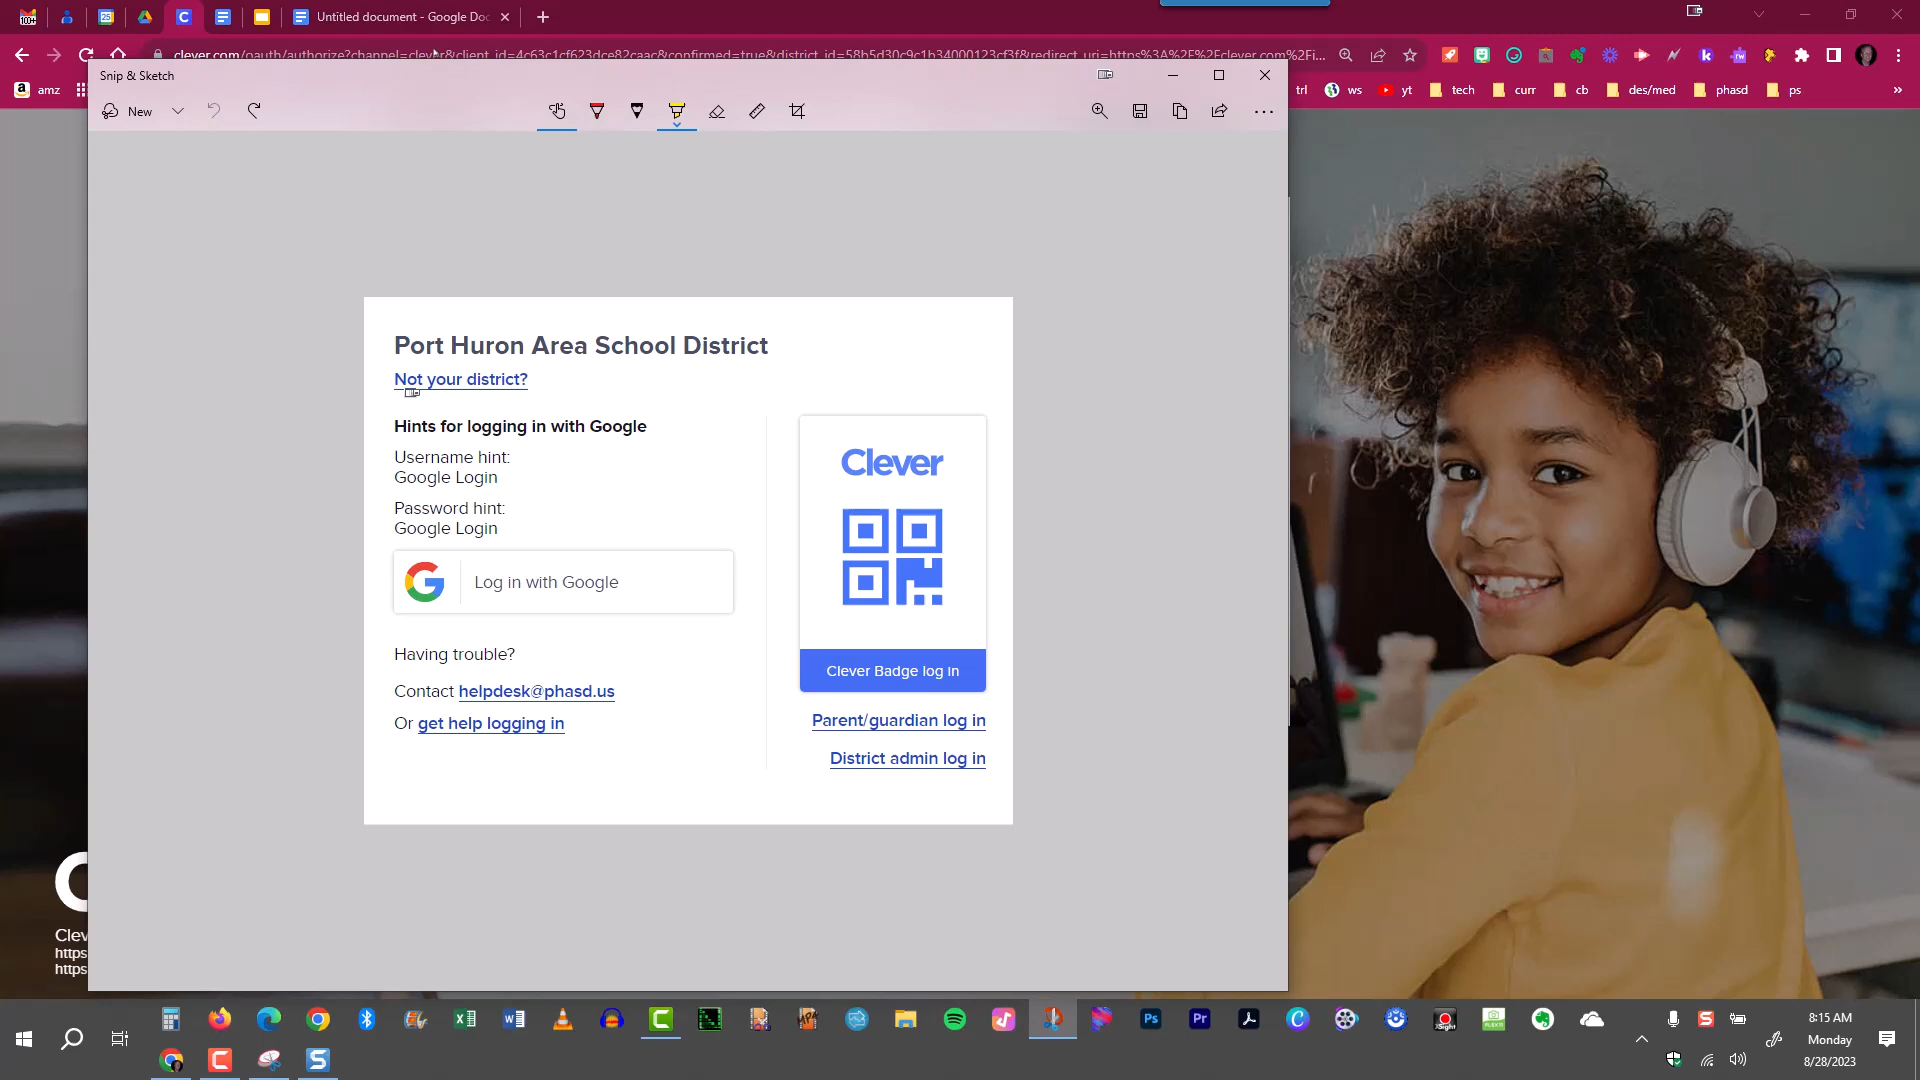 Untitled document - Google Doc
clever.com/oauth/authorize?channel=clever&client_id=4c63c1cf623dce82caac&confirmed=true&district_id=58b5d30c9c1b34000123cf3f&redirect_uri=https%3A%2F%2Fclever.com%2Fi...
amz
trl
ws
yt
tech
curr
cb
des/med
phasd
ps
»
Snip & Sketch
New
Port Huron Area School District
Not your district?
Hints for logging in with Google
Username hint:
Google Login
Password hint:
Google Login
Log in with Google
Having trouble?
Contact helpdesk@phasd.us
Or get help logging in
Clever
Clever Badge log in
Parent/guardian log in
District admin log in
Clev
https
https
8:15 AM
Monday
8/28/2023